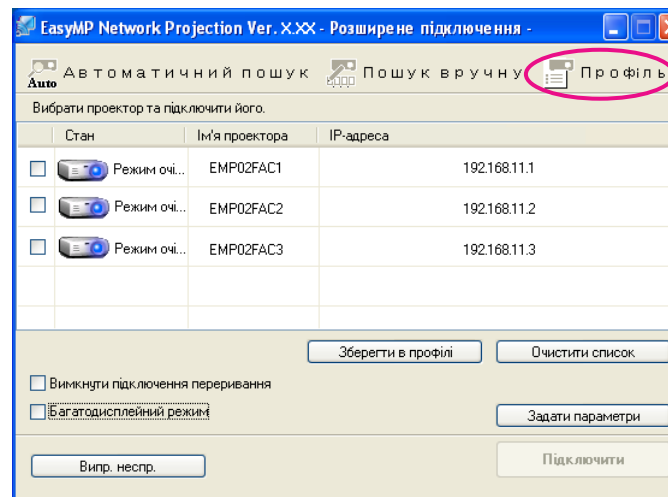 EasyMP Network Projection Ver. X.XX - Розширене підключення -
Auto Автоматичний пошук Пошук вручну Профіль
Вибрати проектор та підключити його.
Стан Ім'я проектора IP-адреса
Режим очі... EMP02FAC1 192.168.11.1
Режим очі... EMP02FAC2 192.168.11.2
Режим очі... EMP02FAC3 192.168.11.3
Зберегти в профілі Очистити список
Вимкнути підключення переривання
Багатодисплейний режим
Задати параметри
Випр. неспр. Підключити